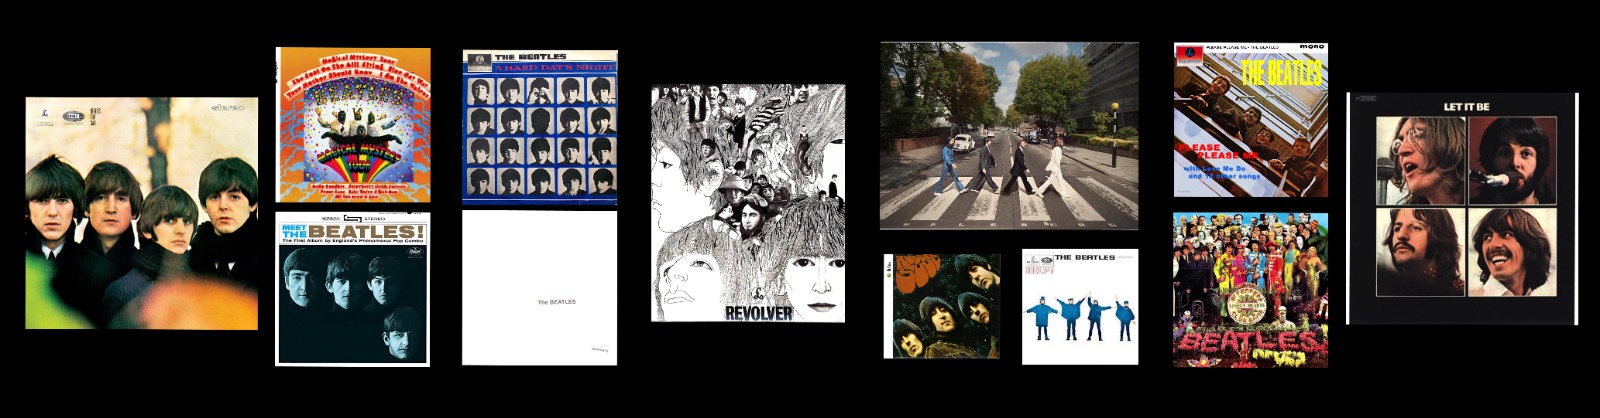 stereo
Magical Mystery Tour
The Fool On The Hill Flying Blue Jay Way
Your Mother Should Know I Am The Walrus
BEATLES
MAGICAL MYSTERY TOUR
Hello Goodbye Strawberry Fields Forever
Penny Lane Baby You're A Rich Man
All You Need Is Love
STEREO
MEET
THE BEATLES!
The First Album by England's Phenomenal Pop Combo
THE BEATLES
A HARD DAY'S NIGHT
The BEATLES
REVOLVER
RUBBER SOUL
HELP!
THE BEATLES
PLEASE PLEASE ME • THE BEATLES
mono
THE BEATLES
PLEASE
PLEASE ME
with Love Me Do
and 12 other songs
BEATLES
LET IT BE